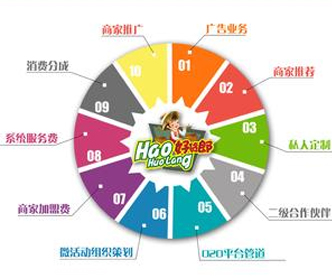 商家推广
广告业务
消费分成
商家推荐
10
01
09
02
HaO 好活郎
HuoLang
系统服务费
08
03
私人定制
07
04
商家加盟费
06
05
二级合作伙伴
微活动组织策划
O2O平台管道